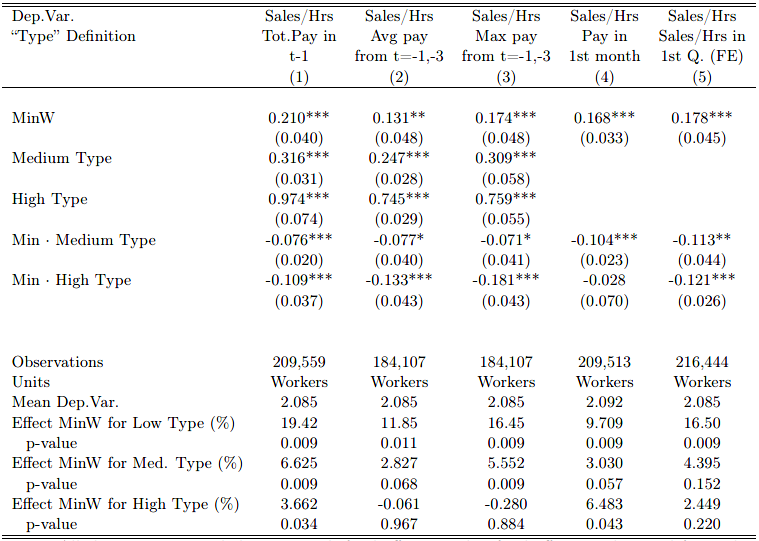 Dep.Var. Sales/Hrs Sales/Hrs Sales/Hrs Sales/Hrs Sales/Hrs
“Type” Definition Tot.Pay in Avg pay Max pay Pay in Sales/Hrs in
t-1 from t=-1,-3 from t=-1,-3 1st month 1st Q. (FE)
(1) (2) (3) (4) (5)
MinW 0.210*** 0.131** 0.174*** 0.168*** 0.178***
(0.040) (0.048) (0.048) (0.033) (0.045)
Medium Type 0.316*** 0.247*** 0.309***
(0.031) (0.028) (0.058)
High Type 0.974*** 0.745*** 0.759***
(0.074) (0.029) (0.055)
Min · Medium Type -0.076*** -0.077* -0.071* -0.104*** -0.113**
(0.020) (0.040) (0.041) (0.023) (0.044)
Min · High Type -0.109*** -0.133*** -0.181*** -0.028 -0.121***
(0.037) (0.043) (0.043) (0.070) (0.026)
Observations 209,559 184,107 184,107 209,513 216,444
Units Workers Workers Workers Workers Workers
Mean Dep.Var. 2.085 2.085 2.085 2.092 2.085
Effect MinW for Low Type (%) 19.42 11.85 16.45 9.709 16.50
p-value 0.009 0.011 0.009 0.009 0.009
Effect MinW for Med. Type (%) 6.625 2.827 5.552 3.030 4.395
p-value 0.009 0.068 0.009 0.057 0.152
Effect MinW for High Type (%) 3.662 -0.061 -0.280 6.483 2.449
p-value 0.034 0.967 0.884 0.043 0.220